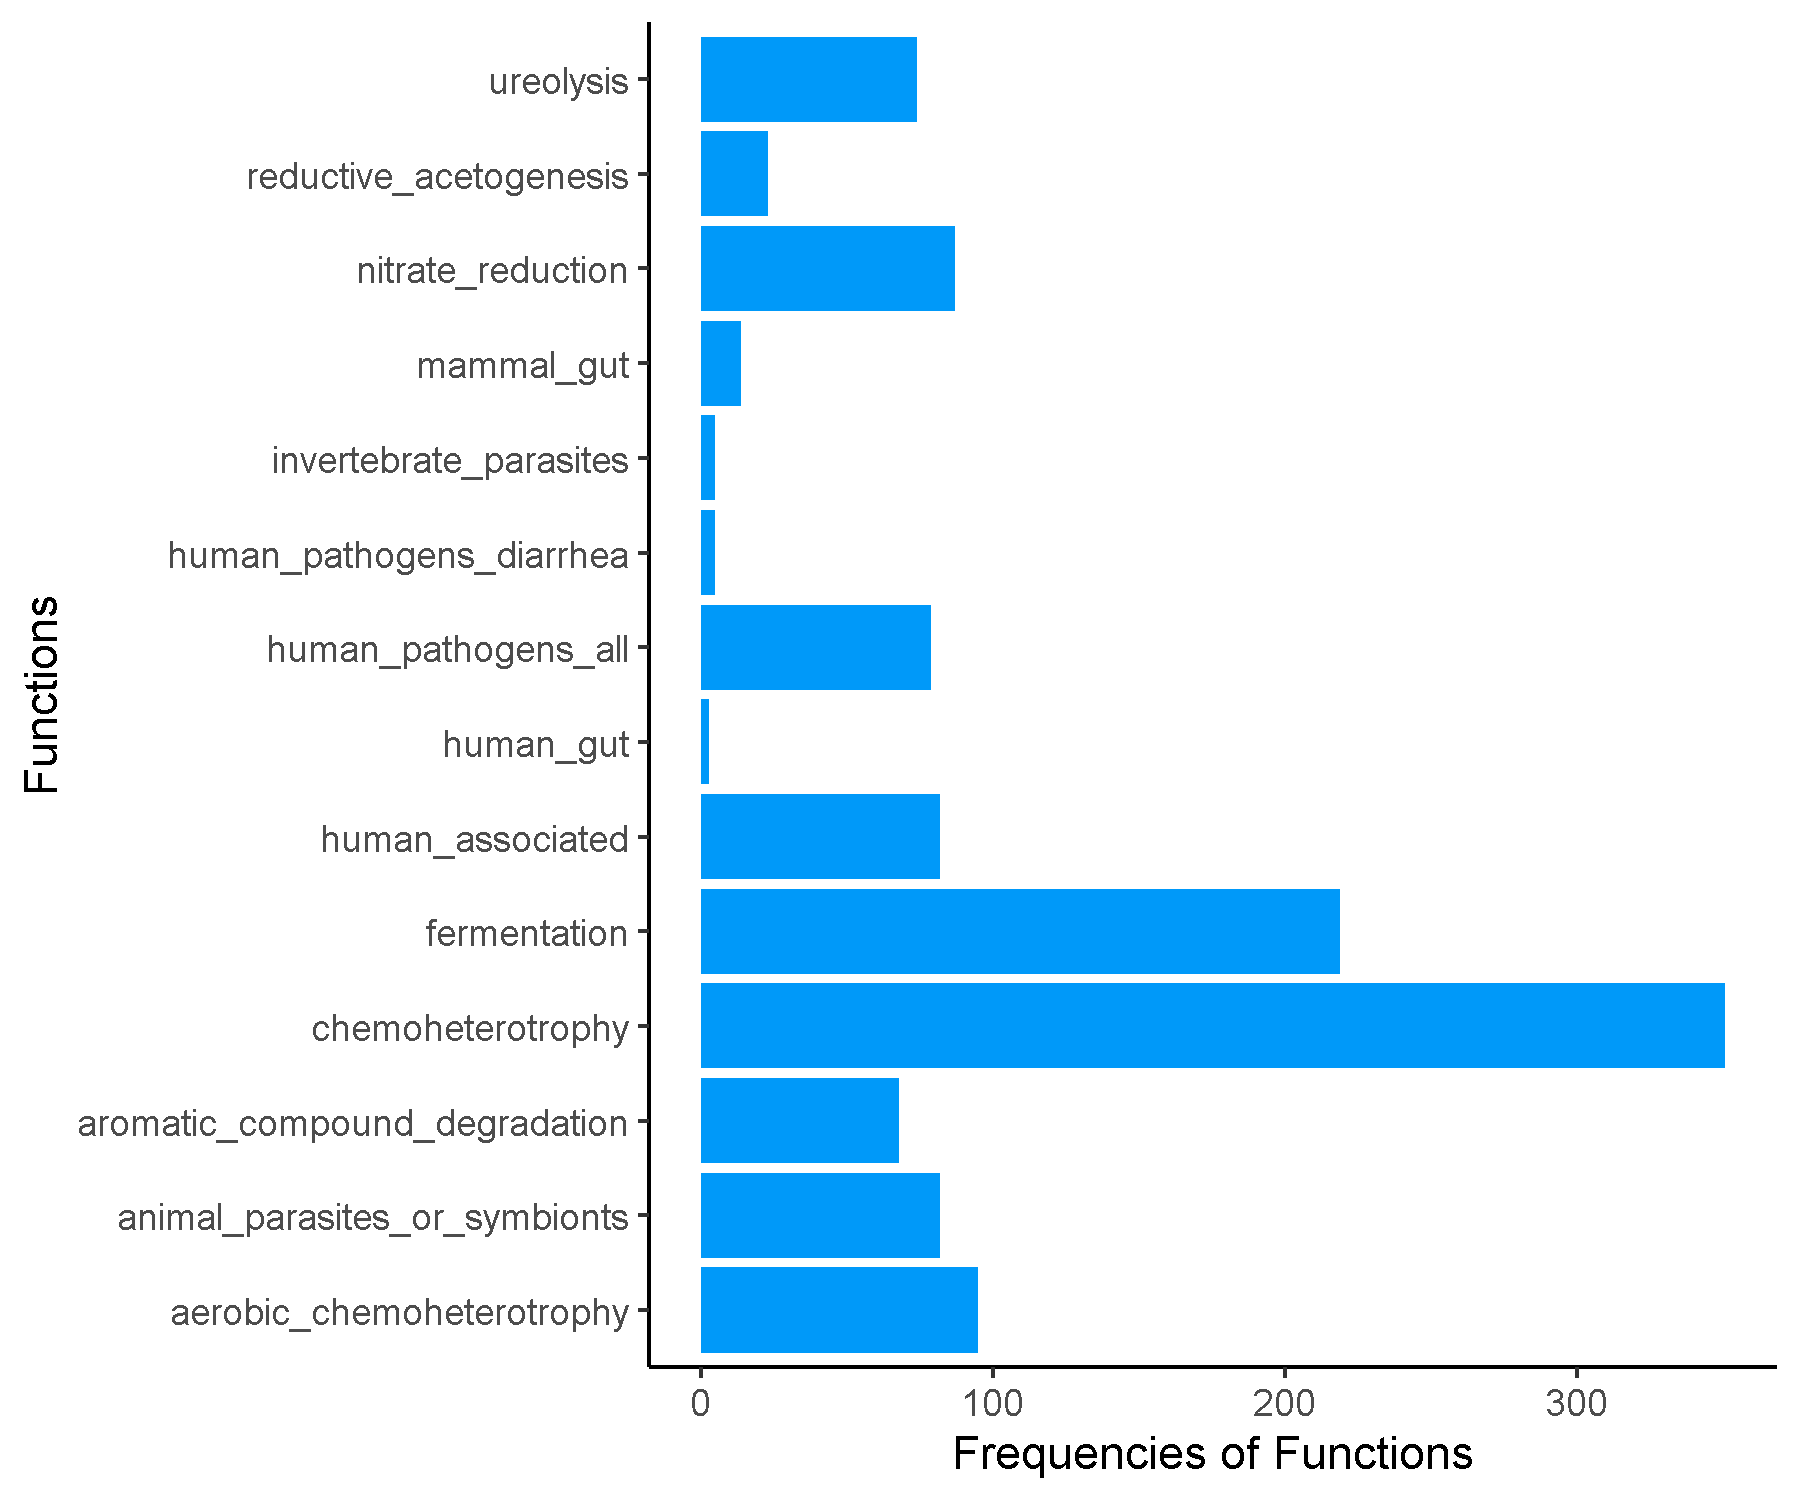 ureolysis
reductive_acetogenesis
nitrate_reduction
mammal_gut
invertebrate_parasites
human_pathogens_diarrhea
human_pathogens_all
human_gut
human_associated
fermentation
chemoheterotrophy
aromatic_compound_degradation
animal_parasites_or_symbionts
aerobic_chemoheterotrophy
Functions
0 100 200 300
Frequencies of Functions